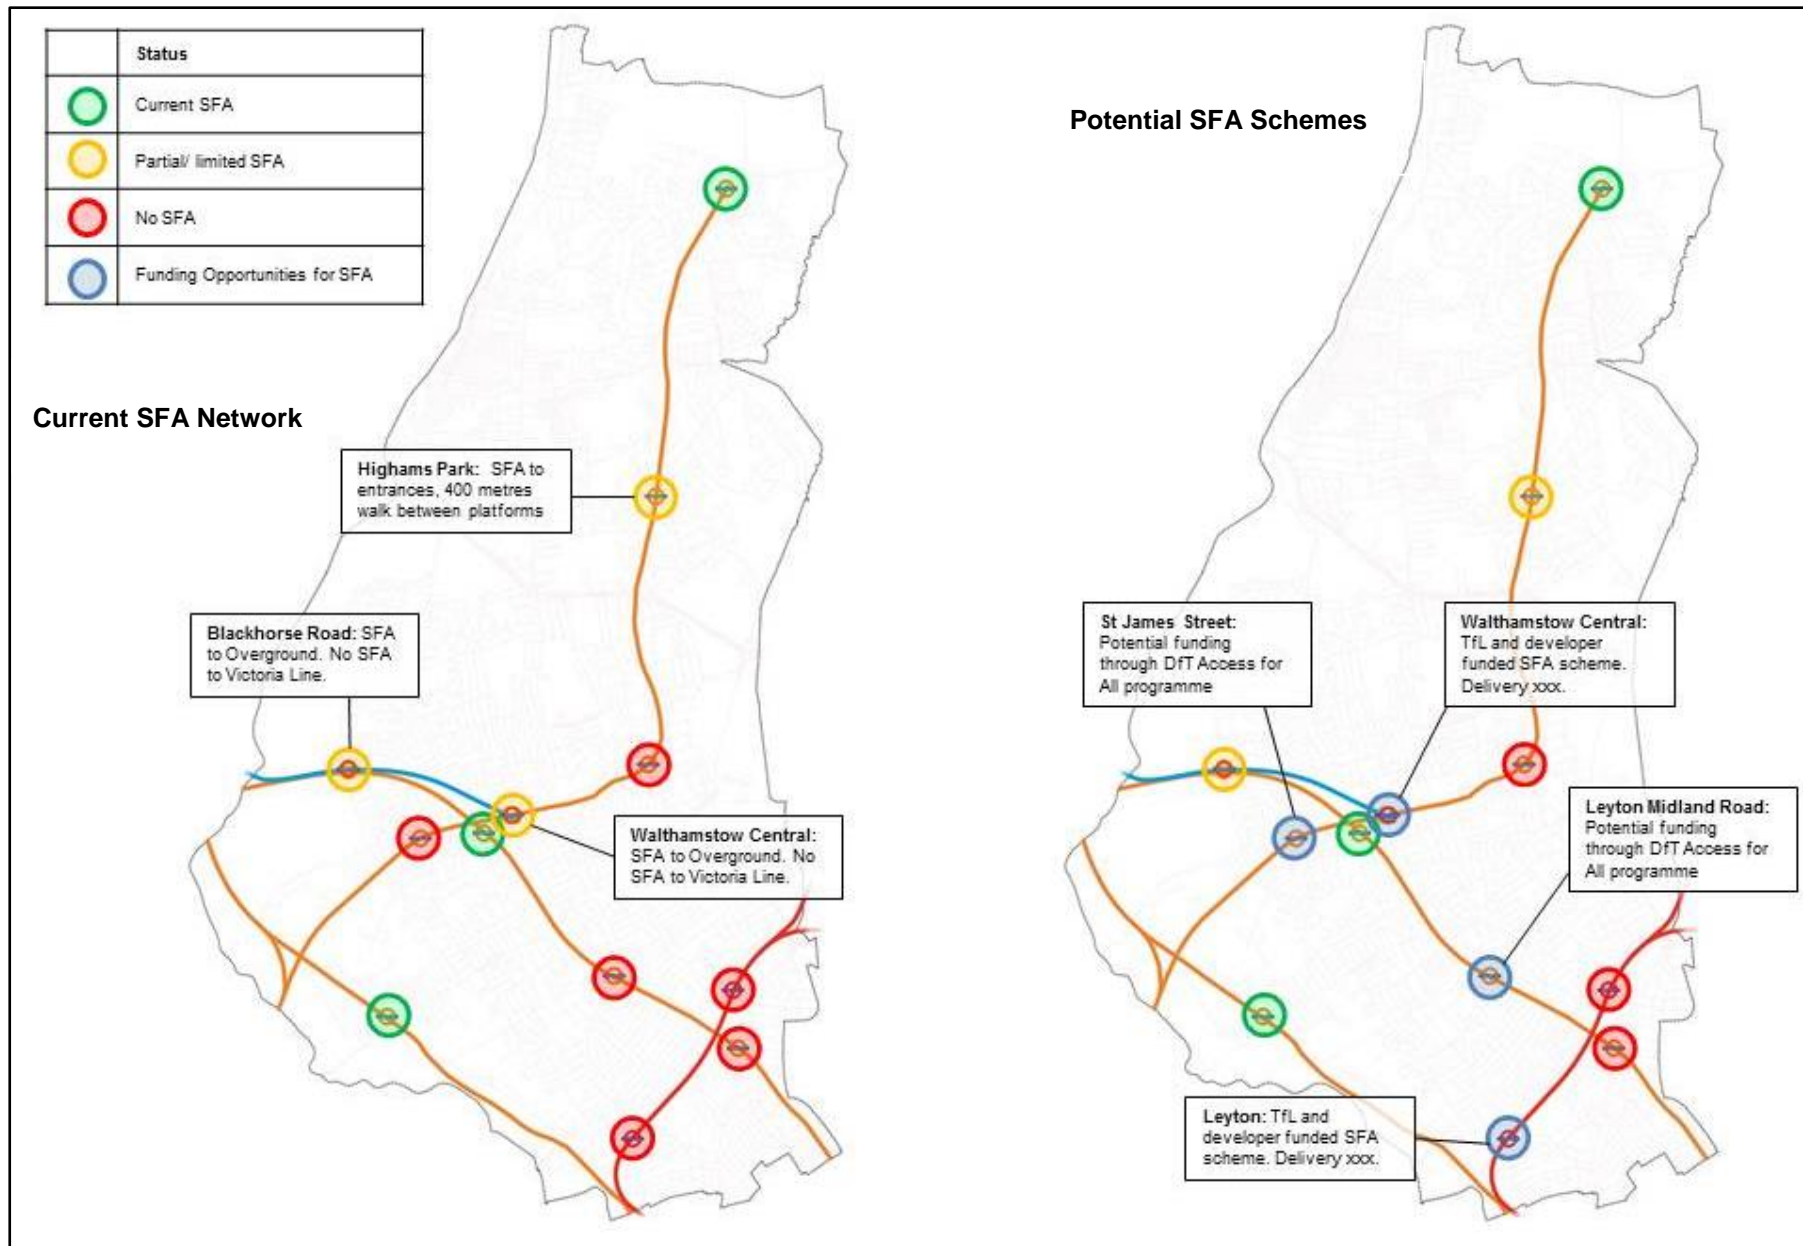 Status
Current SFA
Partial/ limited SFA
No SFA
Funding Opportunities for SFA
Current SFA Network
Highams Park: SFA to
entrances, 400 metres
walk between platforms
Blackhorse Road: SFA
to Overground. No SFA
to Victoria Line.
Walthamstow Central:
SFA to Overground. No
SFA to Victoria Line.
Potential SFA Schemes
St James Street:
Potential funding
through DfT Access for
All programme
Walthamstow Central:
TfL and developer
funded SFA scheme.
Delivery xxx.
Leyton Midland Road:
Potential funding
through DfT Access for
All programme
Leyton: TfL and
developer funded SFA
scheme. Delivery xxx.